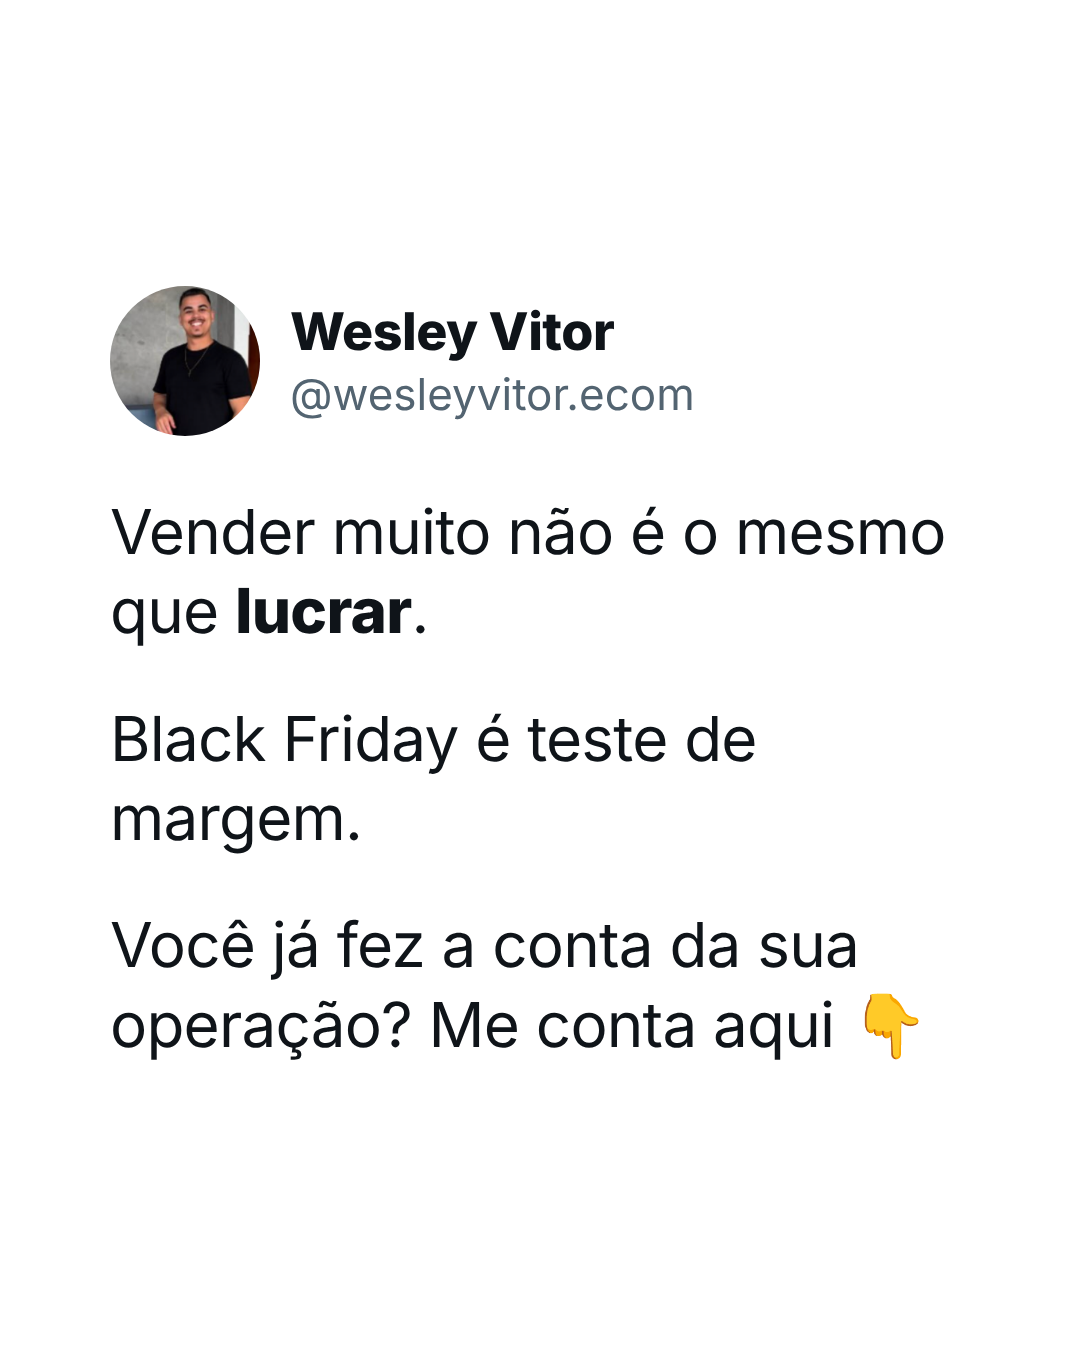 Wesley Vitor
@wesleyvitor.ecom
Vender muito não é o mesmo
que lucrar.
Black Friday é teste de
margem.
Você já fez a conta da sua
operação? Me conta aqui 👇